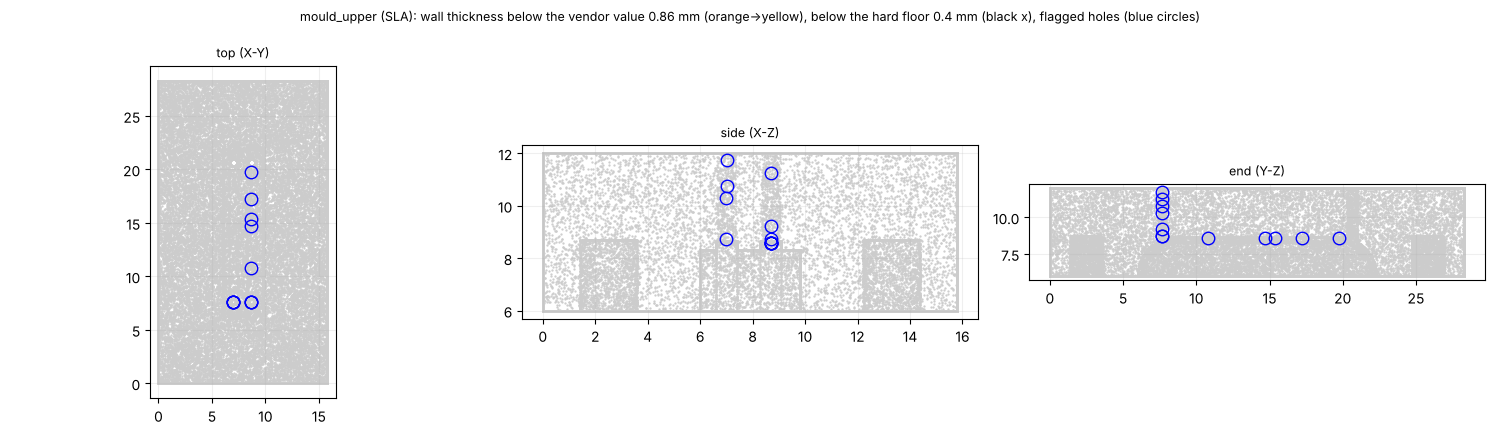 mould_upper (SLA): wall thickness below the vendor value 0.86 mm (orange→yellow), below the hard floor 0.4 mm (black x), flagged holes (blue circles)
top (X-Y)
25
20
15
10
5
0
0 5 10 15
side (X-Z)
12
10
8
6
0 2 4 6 8 10 12 14 16
end (Y-Z)
10.0
7.5
0 5 10 15 20 25